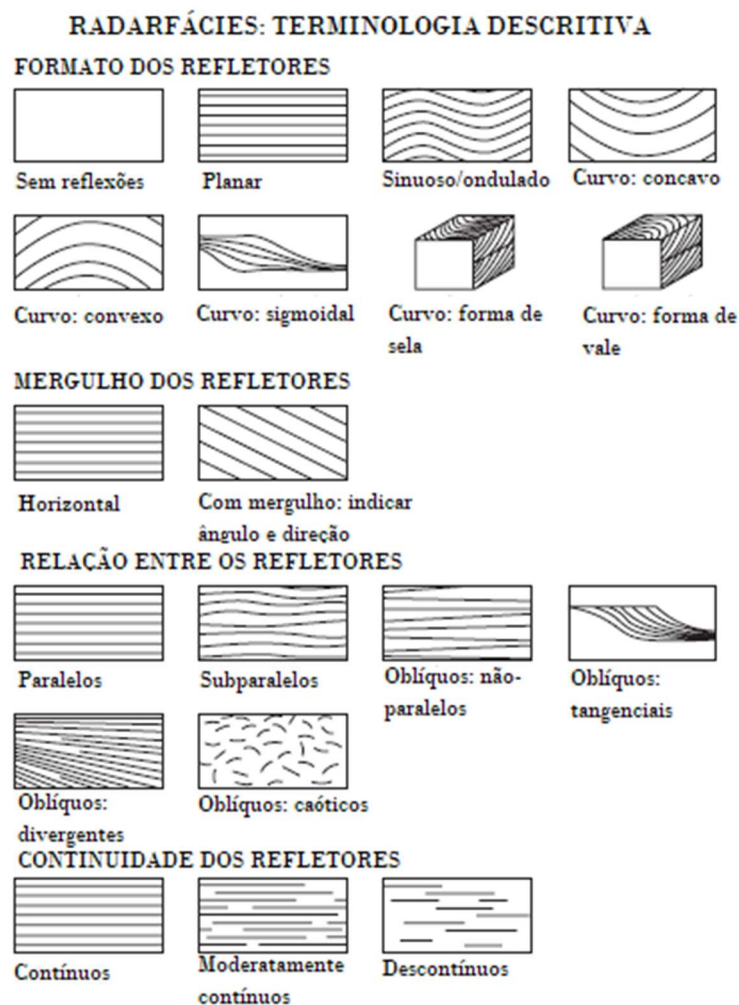 RADARFÁCIES: TERMINOLOGIA DESCRITIVA
FORMATO DOS REFLETORES
Sem reflexões
Planar
Sinuoso/ondulado
Curvo: concavo
Curvo: convexo
Curvo: sigmoidal
Curvo: forma de
sela
Curvo: forma de
vale
MERGULHO DOS REFLETORES
Horizontal
Com mergulho: indicar
ângulo e direção
RELAÇÃO ENTRE OS REFLETORES
Paralelos
Subparalelos
Oblíquos: não-
paralelos
Oblíquos:
tangenciais
Oblíquos:
divergentes
Oblíquos: caóticos
CONTINUIDADE DOS REFLETORES
Contínuos
Moderatamente
contínuos
Descontínuos